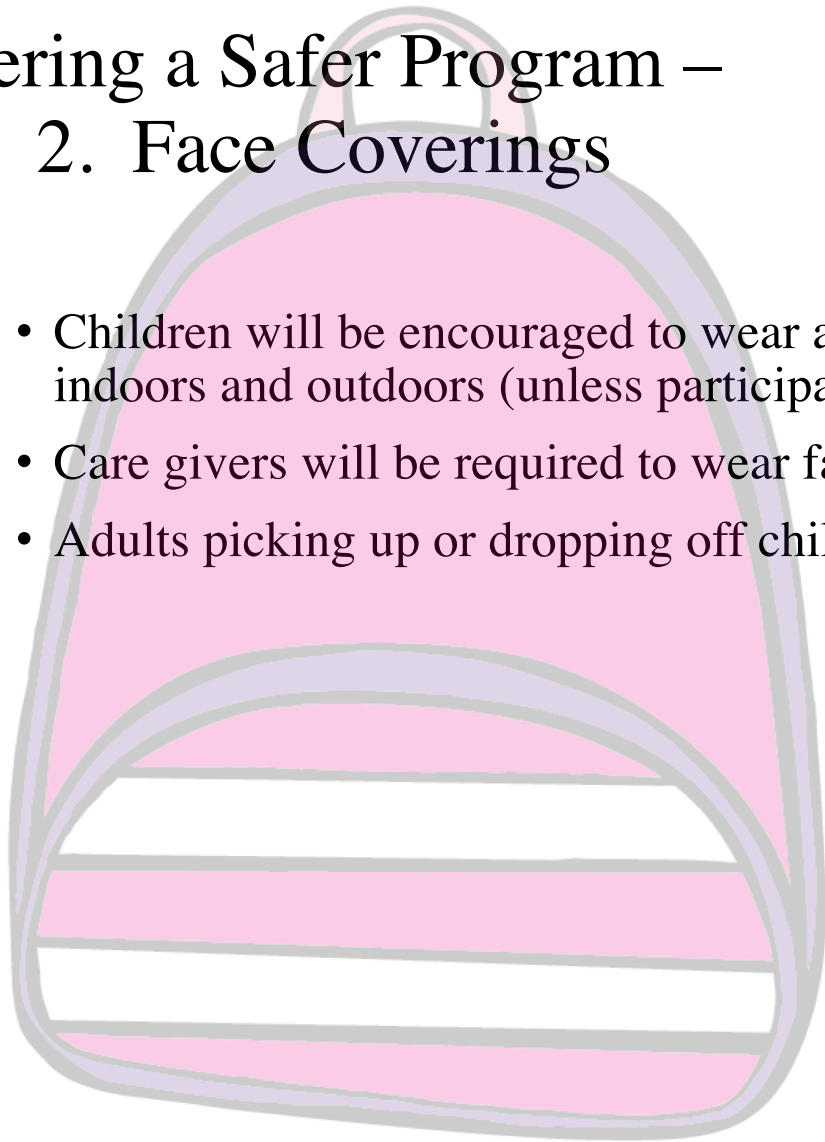 ering a Safer Program –
2. Face Coverings
• Children will be encouraged to wear a
indoors and outdoors (unless participa
• Care givers will be required to wear fa
• Adults picking up or dropping off chil